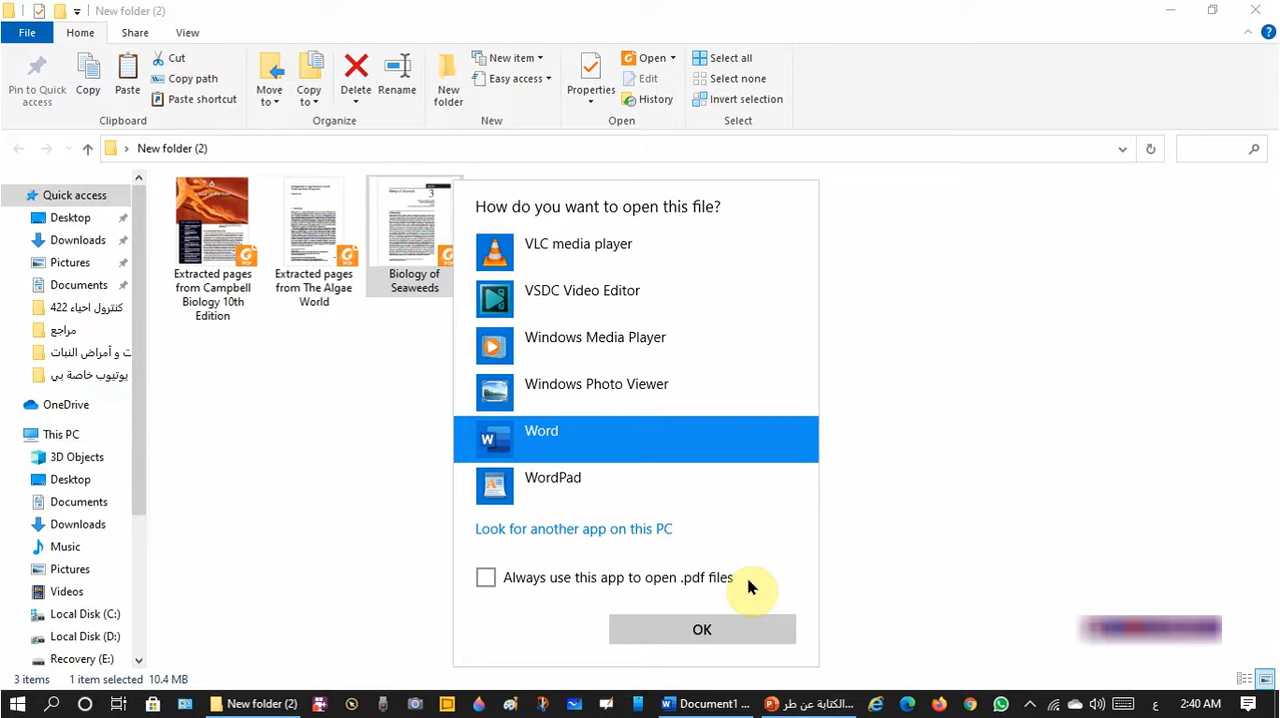 New folder (2)
File
Home
Share
View
Pin to Quick
access
Copy
Paste
Cut
Copy path
Paste shortcut
Clipboard
Move
to
Copy
to
Delete
Rename
Organize
New
folder
New item
Easy access
New
Properties
Open
Edit
History
Open
Select all
Select none
Invert selection
Select
New folder (2)
Quick access
Desktop
Downloads
Pictures
Documents
كنترول احياء 422
مراجع
ت و أمراض النبات
يوتيوب خاصة بي
OneDrive
This PC
3D Objects
Desktop
Documents
Downloads
Music
Pictures
Videos
Local Disk (C:)
Local Disk (D:)
Recovery (E:)
Extracted pages
from Campbell
Biology 10th
Edition
Extracted pages
from The Algae
World
Biology of
Seaweeds
How do you want to open this file?
VLC media player
VSDC Video Editor
Windows Media Player
Windows Photo Viewer
Word
WordPad
Look for another app on this PC
Always use this app to open .pdf files
OK
3 items
1 item selected
10.4 MB
New folder (2)
Document1 ...
الكتابة عن طر...
ع
2:40 AM